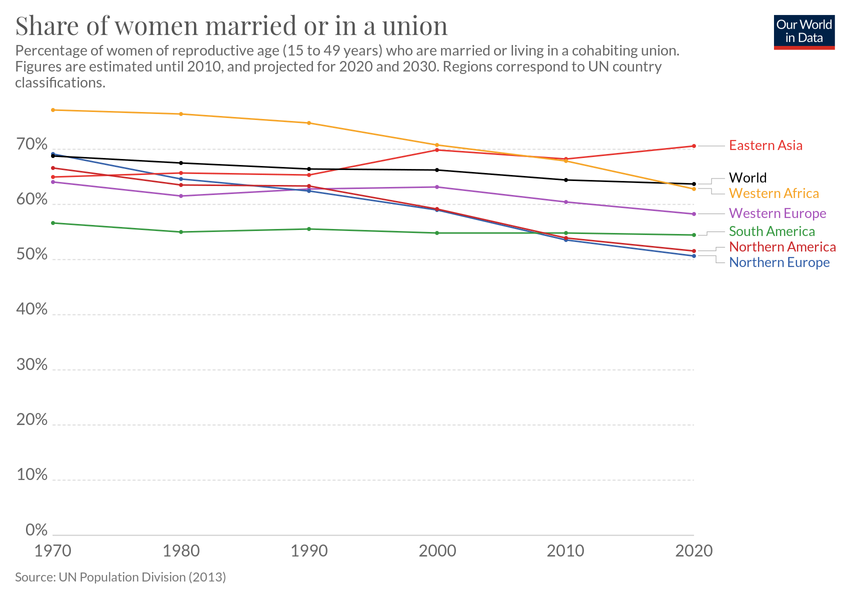 Share of women married or in a union
Our World
in Data
Percentage of women of reproductive age (15 to 49 years) who are married or living in a cohabiting union.
Figures are estimated until 2010, and projected for 2020 and 2030. Regions correspond to UN country
classifications.
70%
60%
50%
40%
30%
20%
10%
0%
Eastern Asia
World
Western Africa
Western Europe
South America
Northern America
Northern Europe
1970 1980 1990 2000 2010 2020
Source: UN Population Division (2013)